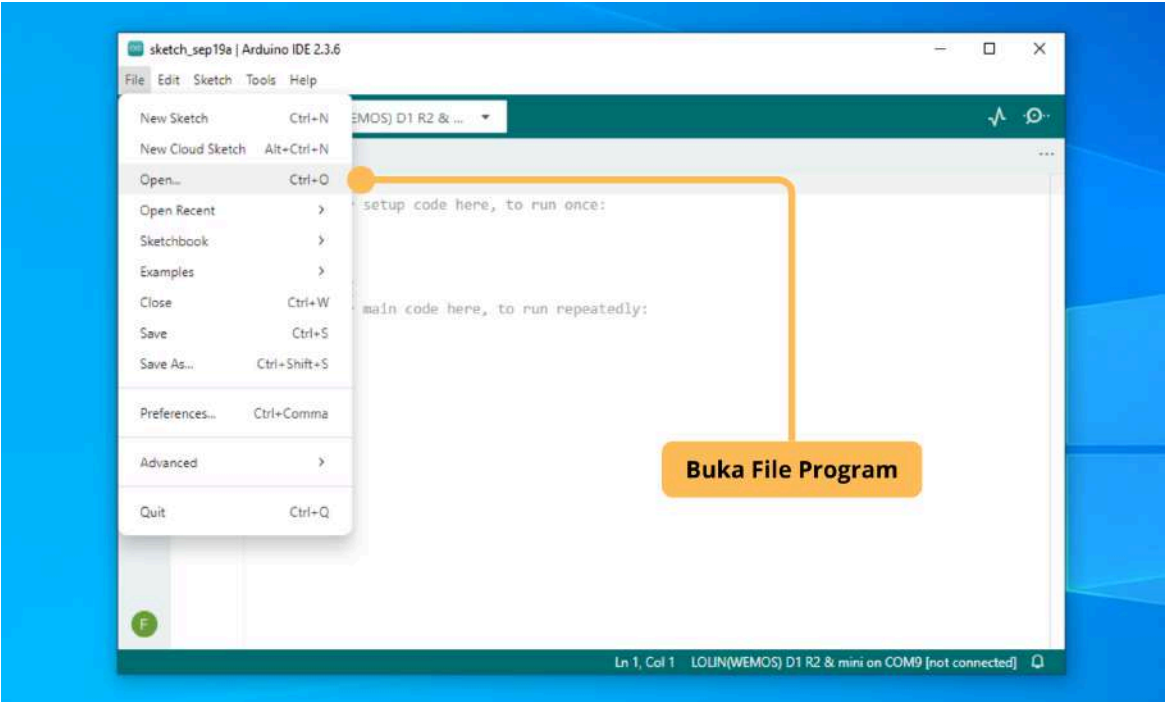 sketch_sep19a | Arduino IDE 2.3.6
File Edit Sketch Tools Help
New Sketch Ctrl+N
EMOS) D1 R2 & ...
New Cloud Sketch Alt+Ctrl+N
Open... Ctrl+O
Open Recent
setup code here, to run once:
Sketchbook
Examples
Close Ctrl+W
main code here, to run repeatedly:
Save Ctrl+S
Save As... Ctrl+Shift+S
Preferences... Ctrl+Comma
Advanced
Buka File Program
Quit Ctrl+Q
F
Ln 1, Col 1 LOLIN(WEMOS) D1 R2 & mini on COM9 [not connected]